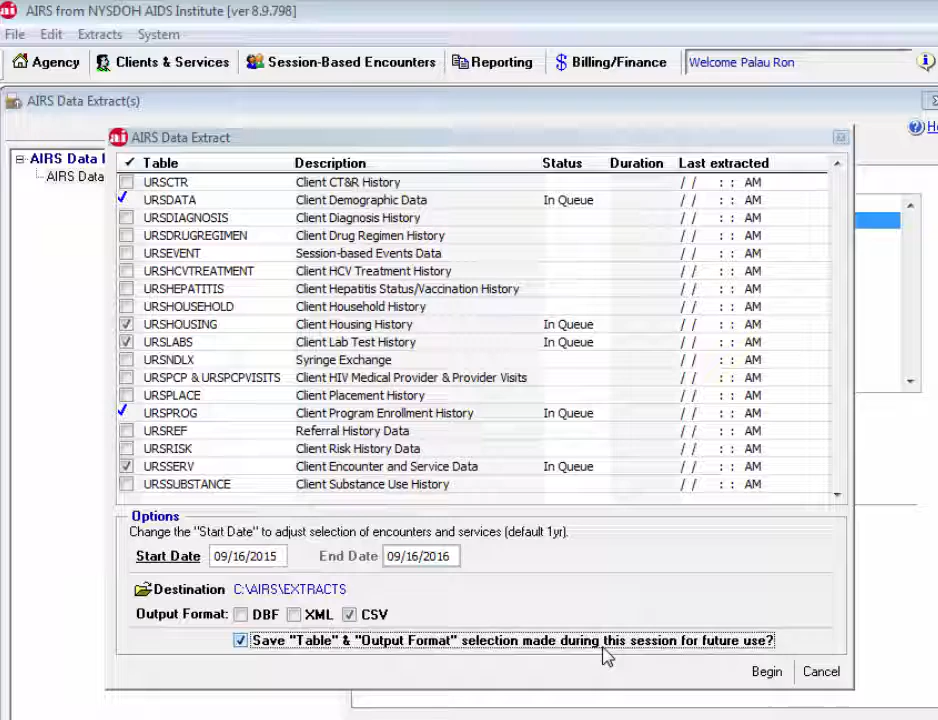 AIRS from NYSDOH AIDS Institute [ver 8.9.798]
File Edit Extracts System
Agency Clients & Services Session-Based Encounters Reporting Billing/Finance Welcome Palau Ron
AIRS Data Extract(s)
AIRS Data
AIRS Data
AIRS Data Extract
✓ Table Description Status Duration Last extracted
URSCTR Client CT&R History / / : : AM
URSDATA Client Demographic Data In Queue / / : : AM
URSDIAGNOSIS Client Diagnosis History / / : : AM
URSDRUGREGIMEN Client Drug Regimen History / / : : AM
URSEVENT Session-based Events Data / / : : AM
URSHCVTREATMENT Client HCV Treatment History / / : : AM
URSHEPATITIS Client Hepatitis Status/Vaccination History / / : : AM
URSHOUSEHOLD Client Household History / / : : AM
URSHOUSING Client Housing History In Queue / / : : AM
URSLABS Client Lab Test History In Queue / / : : AM
URSNDLX Syringe Exchange / / : : AM
URSPCP & URSPCPVISITS Client HIV Medical Provider & Provider Visits / / : : AM
URSPLACE Client Placement History / / : : AM
URSPROG Client Program Enrollment History In Queue / / : : AM
URSREF Referral History Data / / : : AM
URSRISK Client Risk History Data / / : : AM
URSSERV Client Encounter and Service Data In Queue / / : : AM
URSSUBSTANCE Client Substance Use History / / : : AM
Options
Change the "Start Date" to adjust selection of encounters and services (default 1yr).
Start Date 09/16/2015 End Date 09/16/2016
Destination C:\AIRS\EXTRACTS
Output Format: DBF XML CSV
Save "Table" & "Output Format" selection made during this session for future use?
Begin Cancel